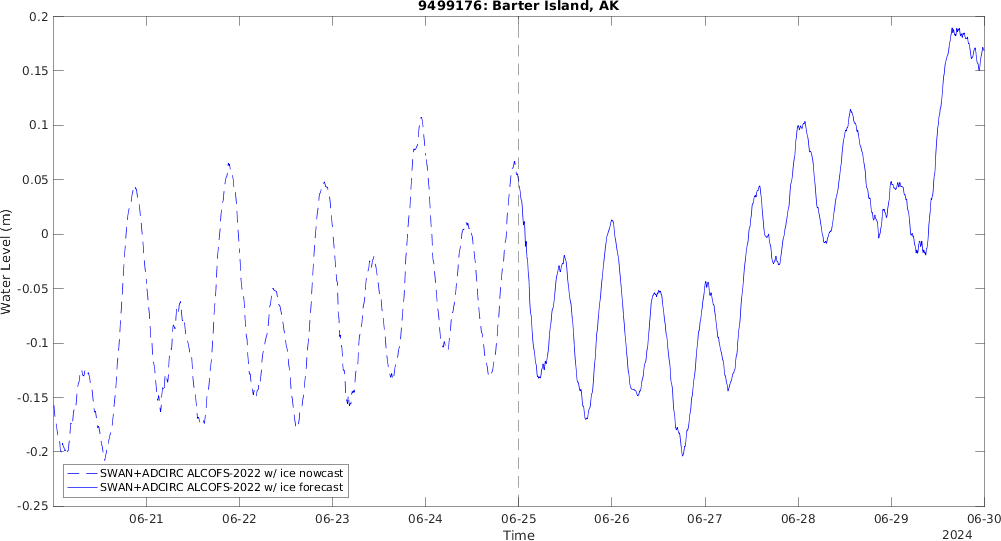 9499176: Barter Island, AK
0.2
0.15
0.1
0.05
0
-0.05
-0.1
-0.15
-0.2
-0.25
Water Level (m)
SWAN+ADCIRC ALCOFS-2022 w/ ice nowcast
SWAN+ADCIRC ALCOFS-2022 w/ ice forecast
06-21 06-22 06-23 06-24 06-25 06-26 06-27 06-28 06-29 06-30
Time
2024